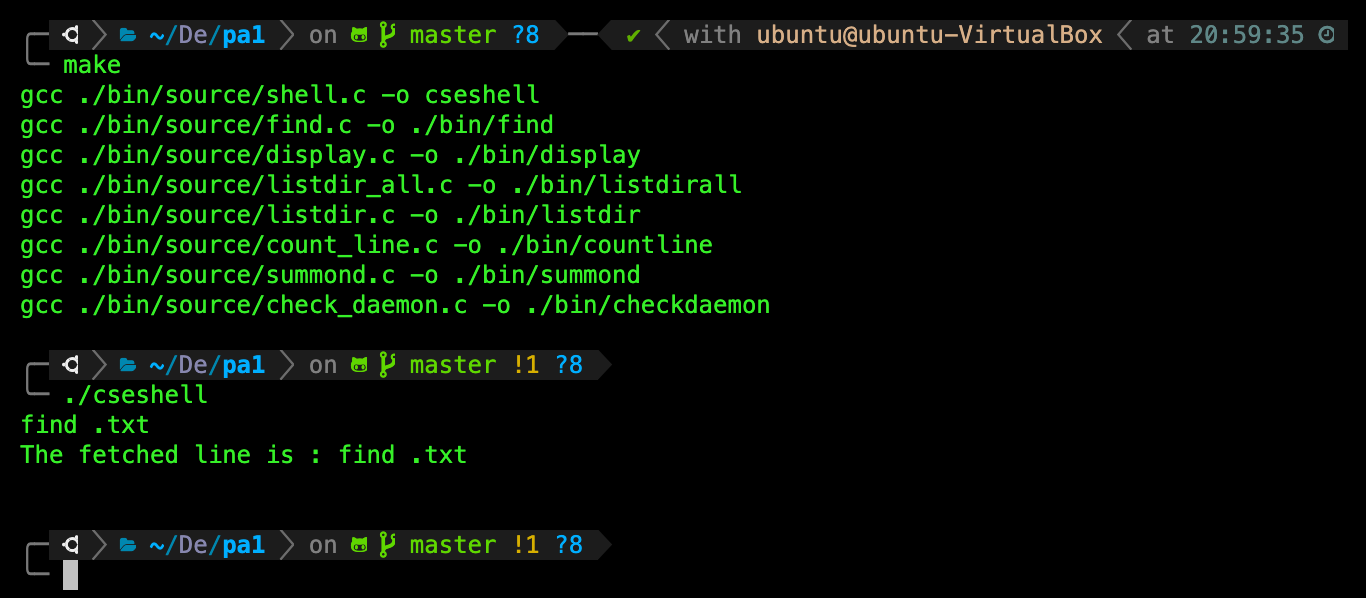 ~/De/pa1 on master ?8 ✔ with ubuntu@ubuntu-VirtualBox at 20:59:35
make
gcc ./bin/source/shell.c -o cseshell
gcc ./bin/source/find.c -o ./bin/find
gcc ./bin/source/display.c -o ./bin/display
gcc ./bin/source/listdir_all.c -o ./bin/listdirall
gcc ./bin/source/listdir.c -o ./bin/listdir
gcc ./bin/source/count_line.c -o ./bin/countline
gcc ./bin/source/summond.c -o ./bin/summond
gcc ./bin/source/check_daemon.c -o ./bin/checkdaemon
~/De/pa1 on master !1 ?8
./cseshell
find .txt
The fetched line is : find .txt
~/De/pa1 on master !1 ?8